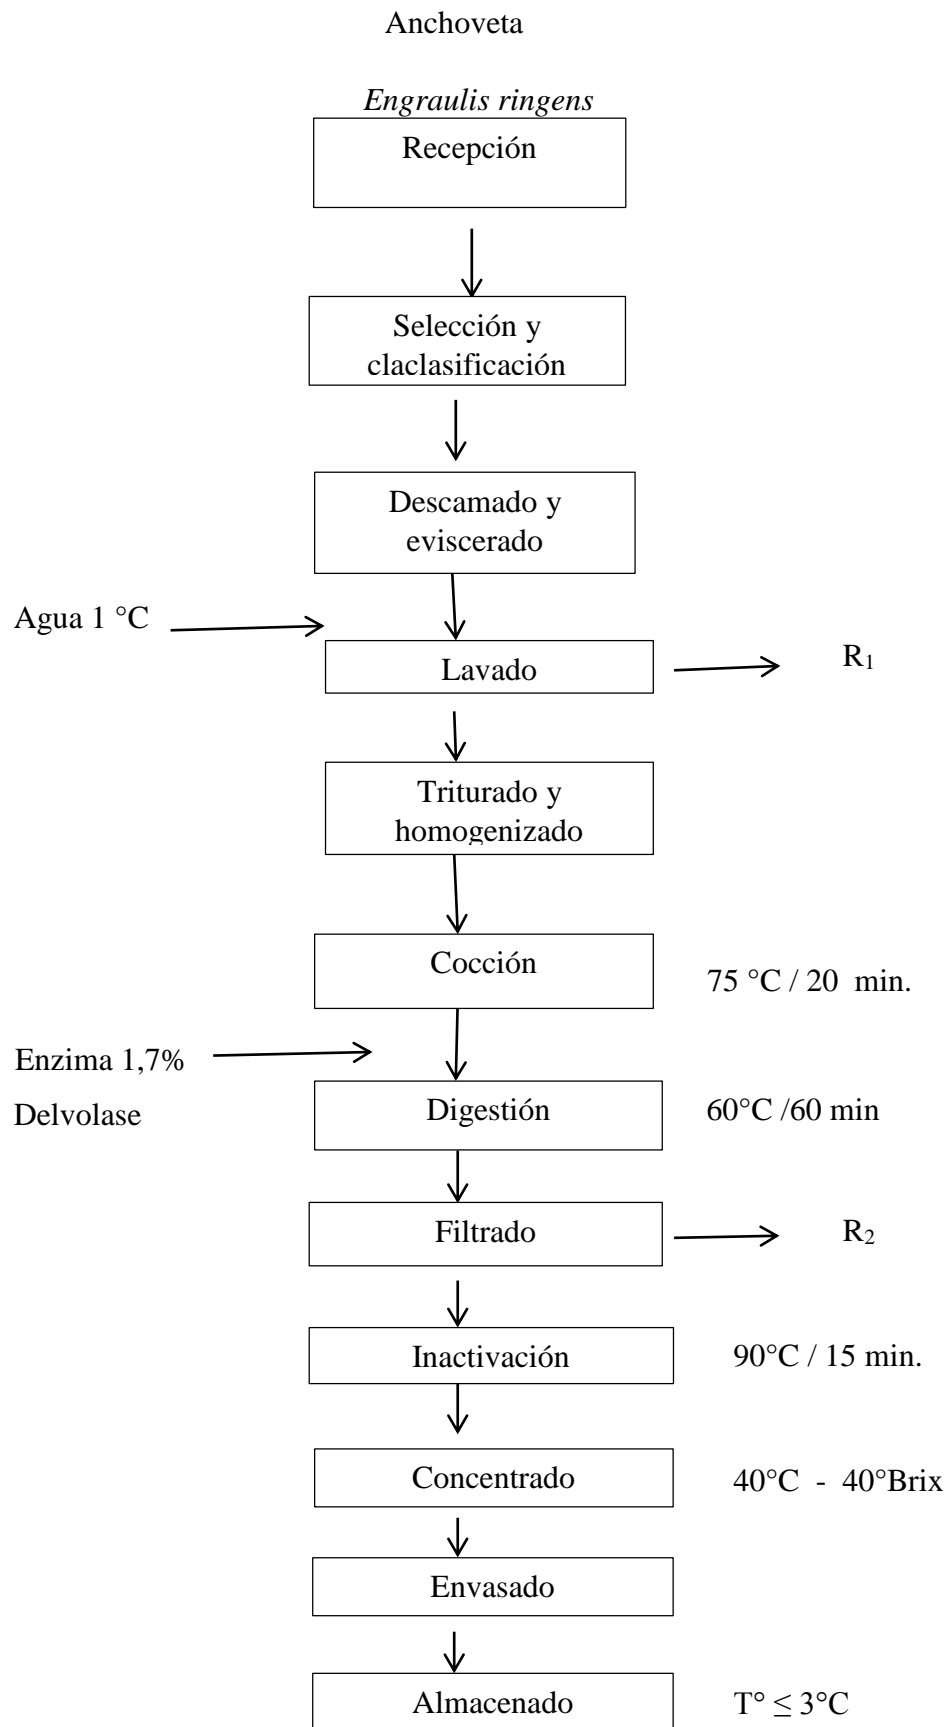 Anchoveta
Engraulis ringens
Recepción
Selección y
claclasificación
Descamado y
eviscerado
Agua 1 °C
Lavado
R₁
Triturado y
homogenizado
Cocción
75 °C / 20 min.
Enzima 1,7%
Delvolase
Digestión
60°C /60 min
Filtrado
R₂
Inactivación
90°C / 15 min.
Concentrado
40°C - 40°Brix
Envasado
Almacenado
T° ≤ 3°C